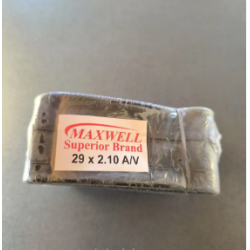 MAXWELL
Superior Brand
29 x 2.10 A/V